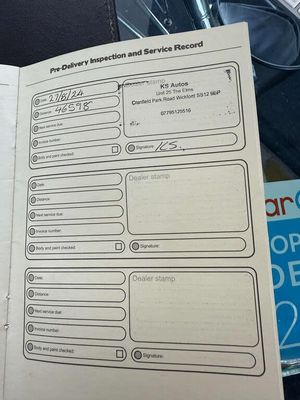 Pre-Delivery Inspection and Service Record
Date: 27/6/24
Distance: 46598
Next service due:
Invoice number:
Body and paint checked:
Dealer stamp
KS Autos
Unit 25 The Elms
Cranfield Park Road Wickford SS12 9EP
07795125516
Signature: KS.
Date:
Distance:
Next service due:
Invoice number:
Body and paint checked:
Dealer stamp
Signature:
Date:
Distance:
Next service due:
Invoice number:
Body and paint checked:
Dealer stamp
Signature: